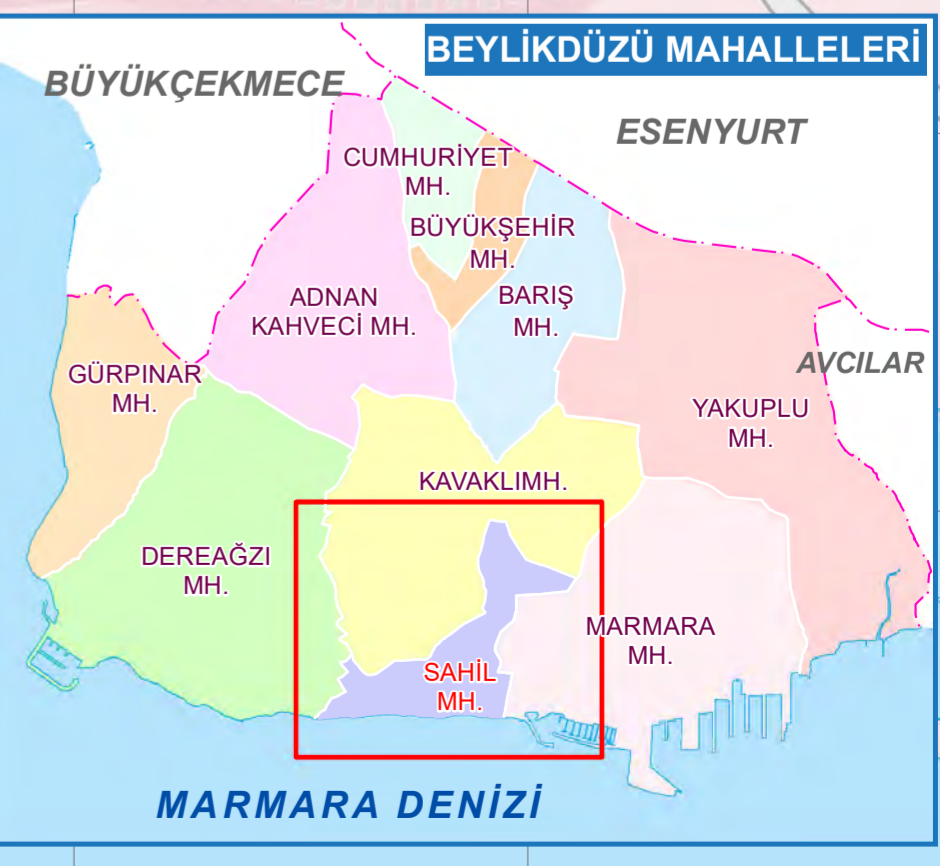 BEYLİKDÜZÜ MAHALLELERİ
BÜYÜKÇEKMECE
ESENYURT
CUMHURİYET
MH.
BÜYÜKŞEHİR
MH.
ADNAN
KAHVECİ MH.
BARIŞ
MH.
AVCILAR
GÜRPINAR
MH.
YAKUPLU
MH.
KAVAKLIMH.
DEREAĞZI
MH.
MARMARA
MH.
SAHİL
MH.
MARMARA DENİZİ